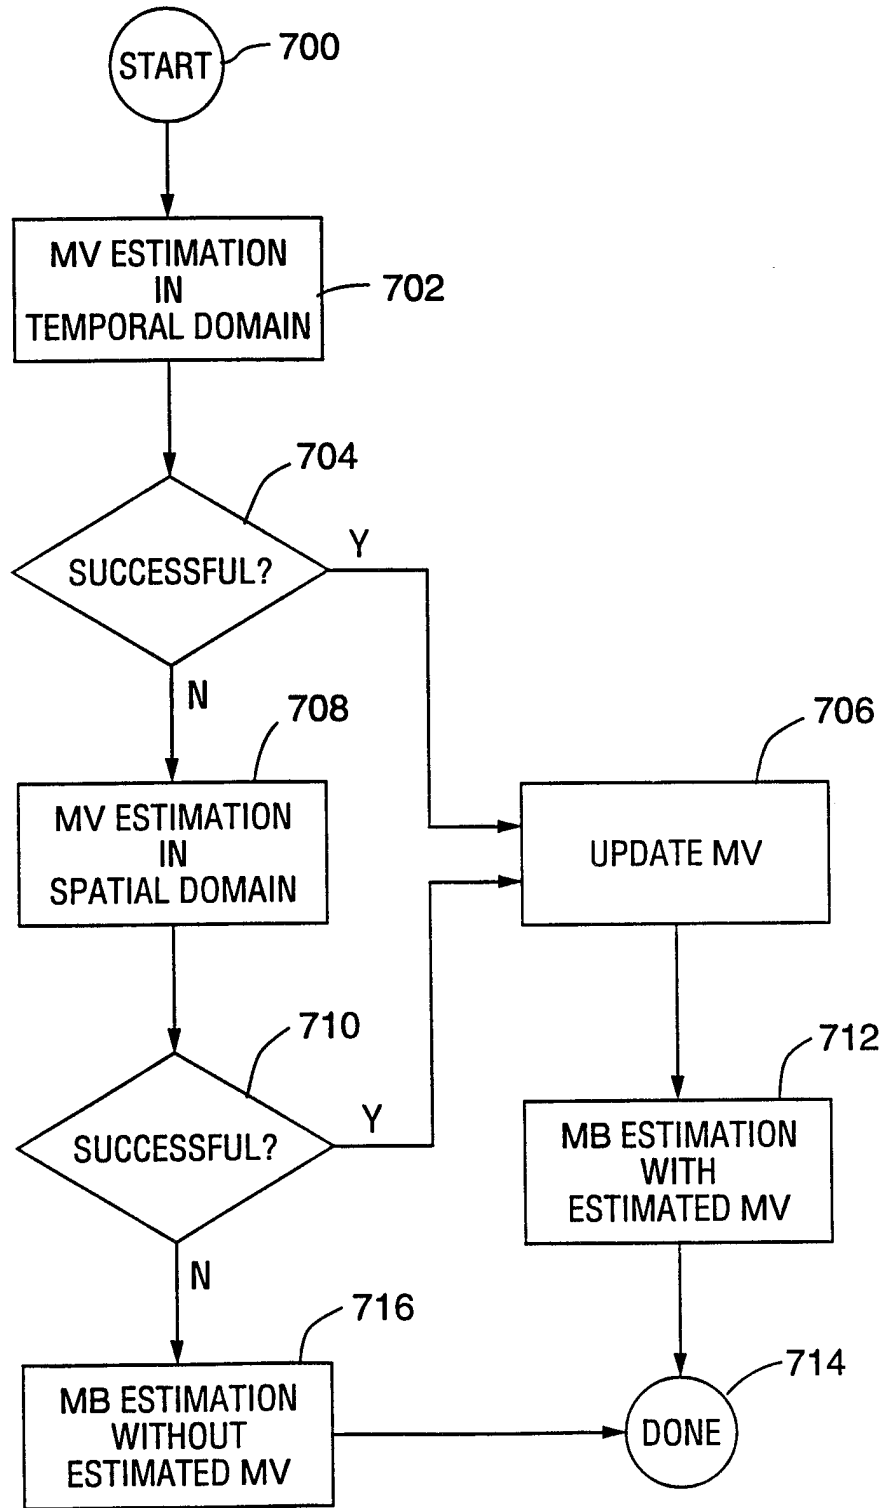 START
700
MV ESTIMATION
IN
TEMPORAL DOMAIN
702
704
SUCCESSFUL?
Y
N
708
MV ESTIMATION
IN
SPATIAL DOMAIN
706
UPDATE MV
710
SUCCESSFUL?
Y
N
712
MB ESTIMATION
WITH
ESTIMATED MV
716
MB ESTIMATION
WITHOUT
ESTIMATED MV
714
DONE